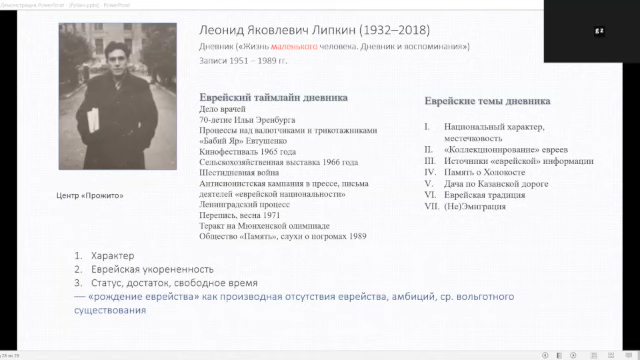 Леонид Яковлевич Липкин (1932–2018)
Дневник («Жизнь маленького человека. Дневник и воспоминания»)
Записи 1951 – 1989 гг.
Еврейский таймлайн дневника
Дело врачей
70-летие Ильи Эренбурга
Процессы над валютчиками и трикотажниками
«Бабий Яр» Евтушенко
Кинофестиваль 1965 года
Сельскохозяйственная выставка 1966 года
Шестидневная война
Антисионистская кампания в прессе, письма
деятелей «еврейской национальности»
Ленинградский процесс
Перепись, весна 1971
Теракт на Мюнхенской олимпиаде
Общество «Память», слухи о погромах 1989
Еврейские темы дневника
I. Национальный характер,
местечковость
II. «Коллекционирование» евреев
III. Источники «еврейской» информации
IV. Память о Холокосте
V. Дача по Казанской дороге
VI. Еврейская традиция
VII. (Не)Эмиграция
Центр «Прожито»
1. Характер
2. Еврейская укорененность
3. Статус, достаток, свободное время
— «рождение еврейства» как производная отсутствия еврейства, амбиций, ср. вольготного
существования